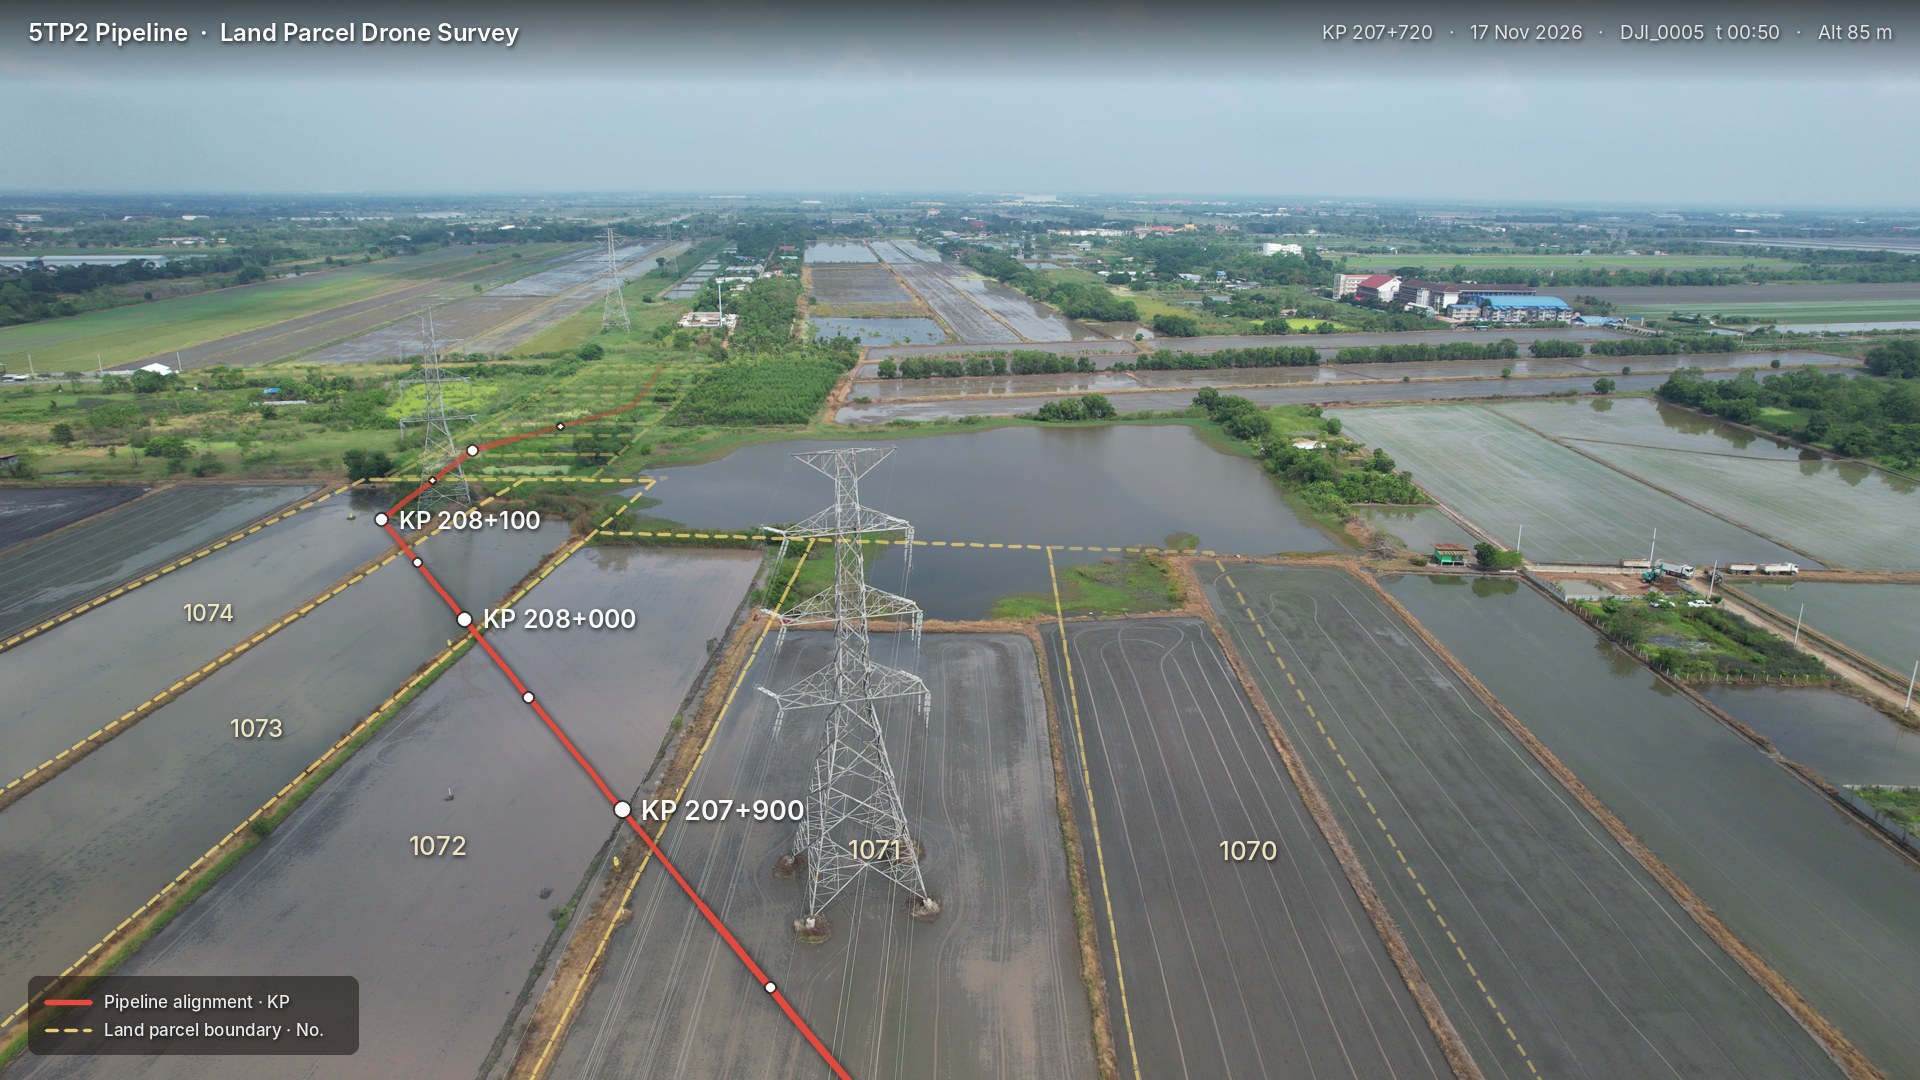 5TP2 Pipeline · Land Parcel Drone Survey
KP 207+720 · 17 Nov 2026 · DJI_0005 t 00:50 · Alt 85 m
KP 208+100
KP 208+000
1074
1073
KP 207+900
1072
1071
1070
Pipeline alignment · KP
Land parcel boundary · No.